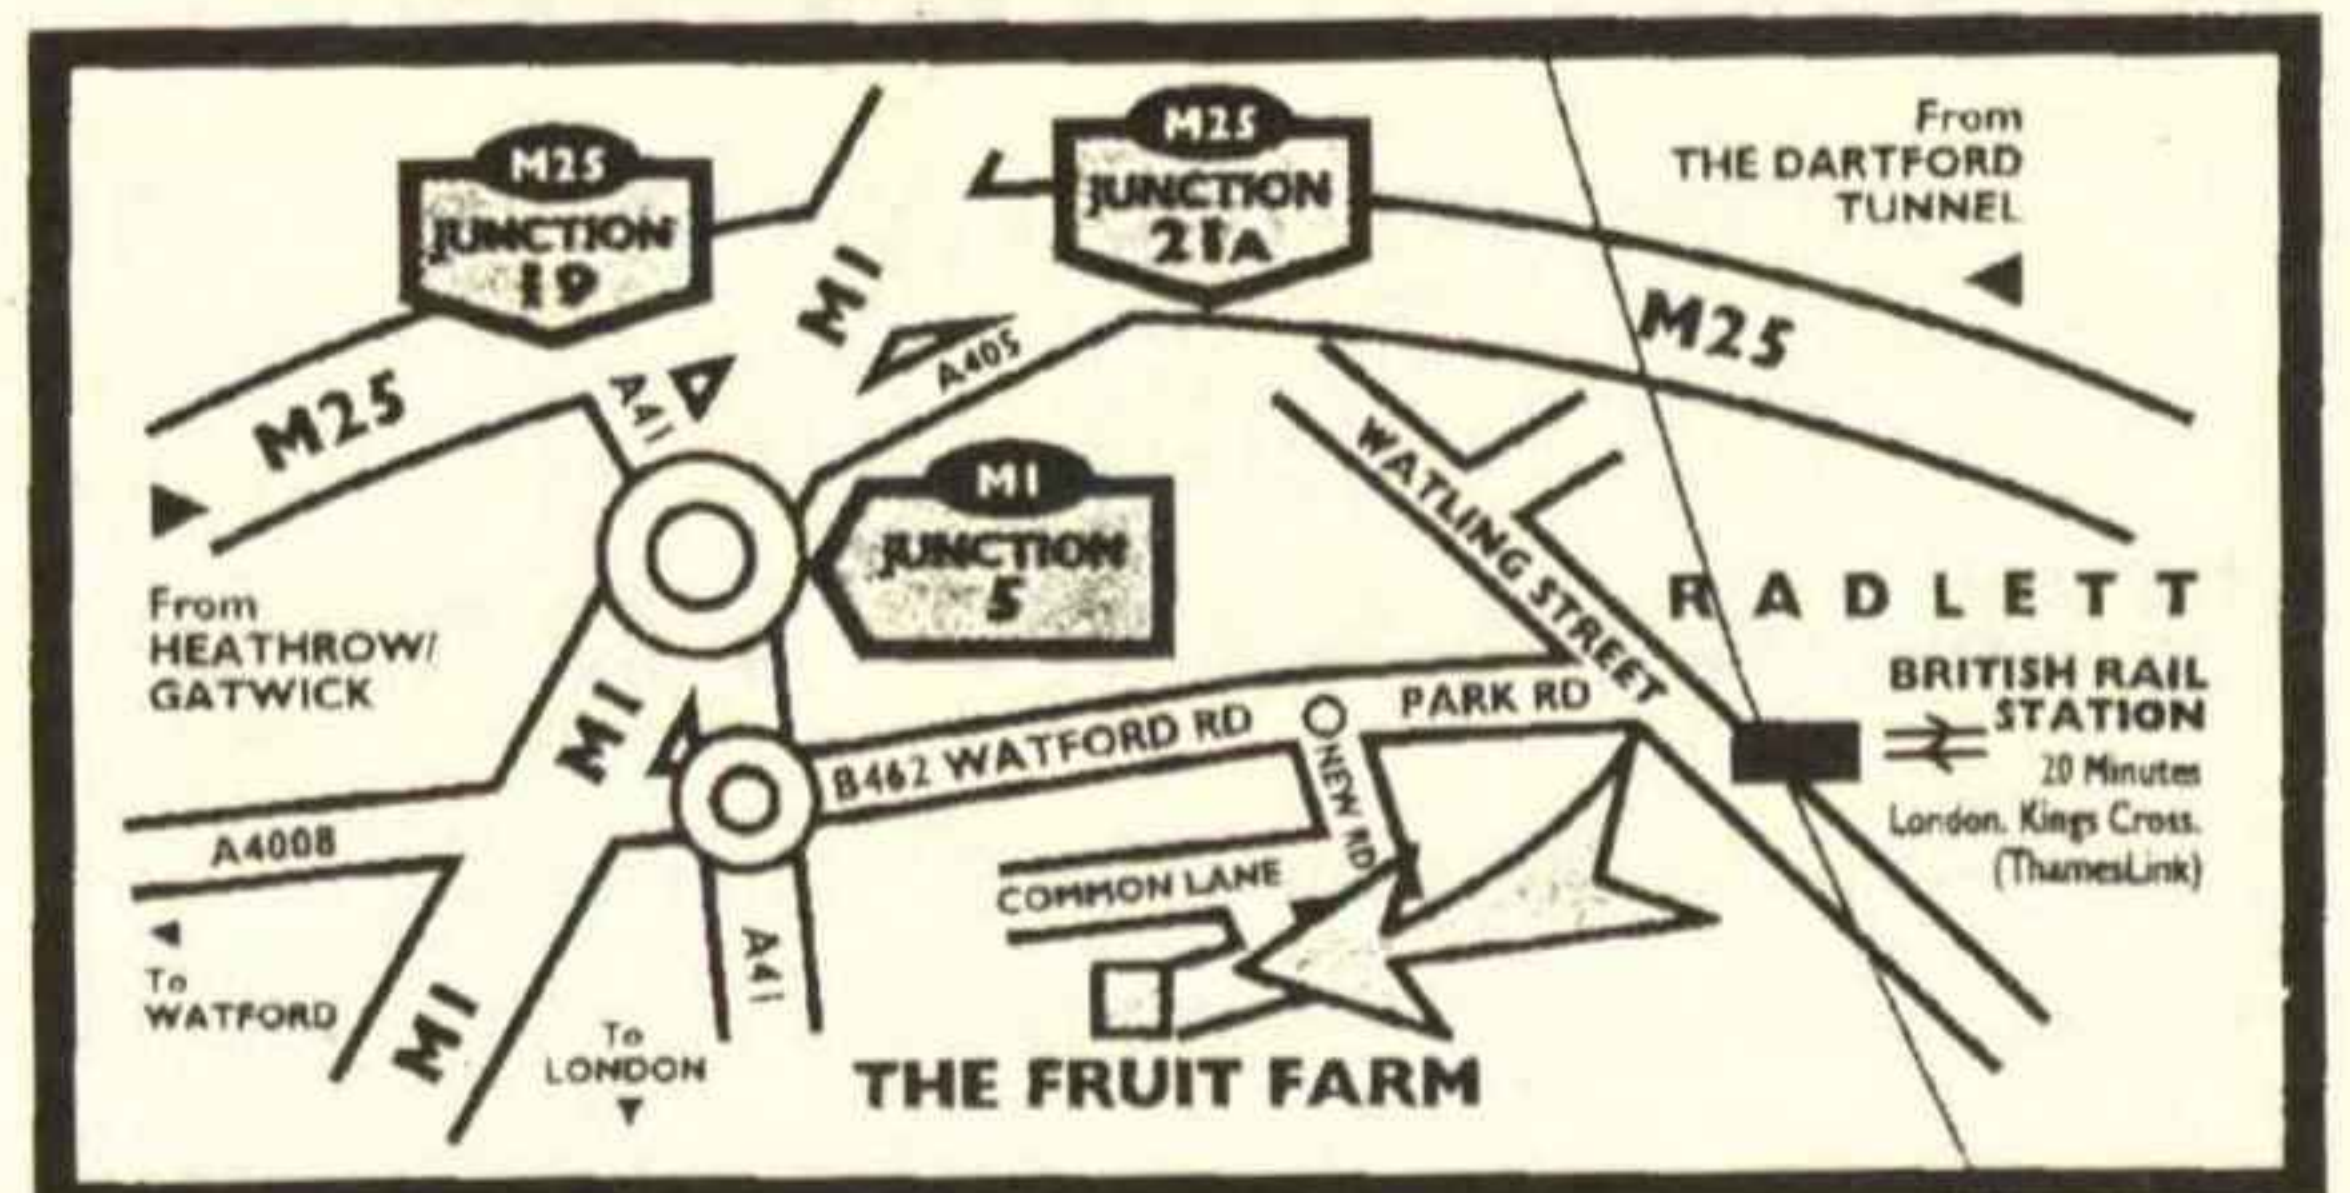 M25
JUNCTION
19
M25
JUNCTION
21A
From
THE DARTFORD
TUNNEL
M1
A405
M25
M25
A41
WATLING STREET
M1
JUNCTION
5
From
HEATHROW/
GATWICK
RADLETT
BRITISH RAIL
STATION
20 Minutes
London. Kings Cross.
(ThamesLink)
M1
PARK RD
B462 WATFORD RD
NEW RD
A4008
COMMON LANE
A41
To
WATFORD
M1
To
LONDON
THE FRUIT FARM